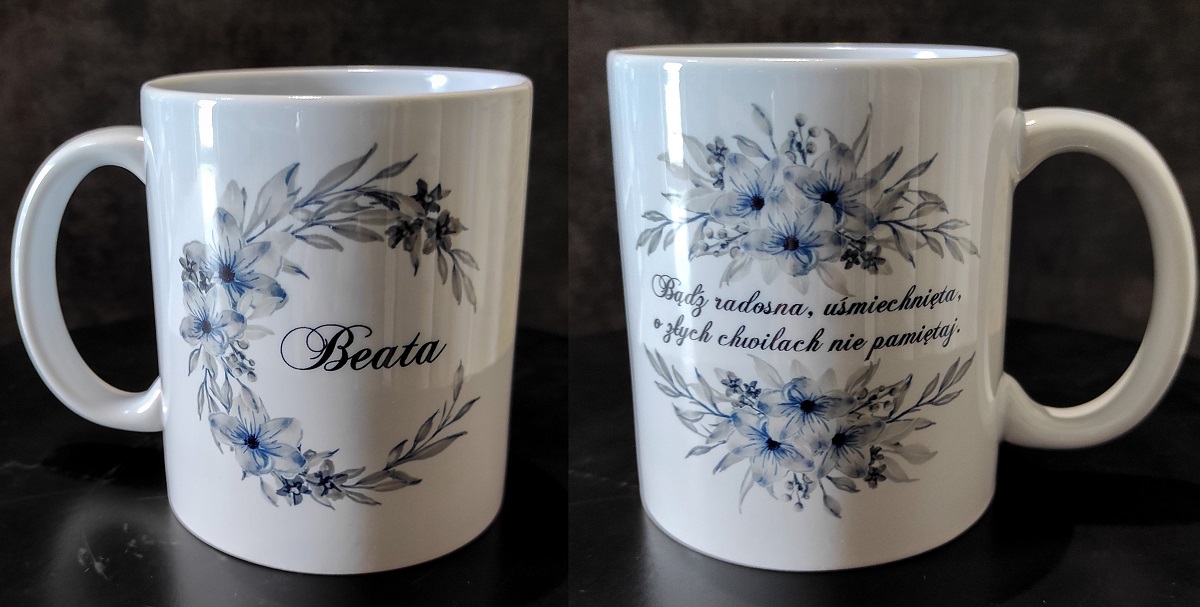 Beata
Bądź radosna, uśmiechnięta,
o złych chwilach nie pamiętaj.